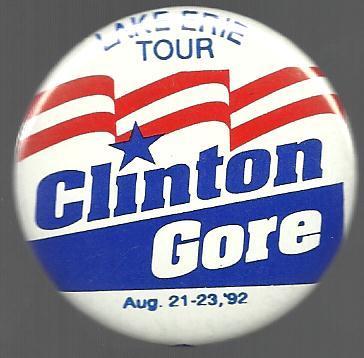 LAKE ERIE
TOUR
Clinton
Gore
Aug. 21-23,'92